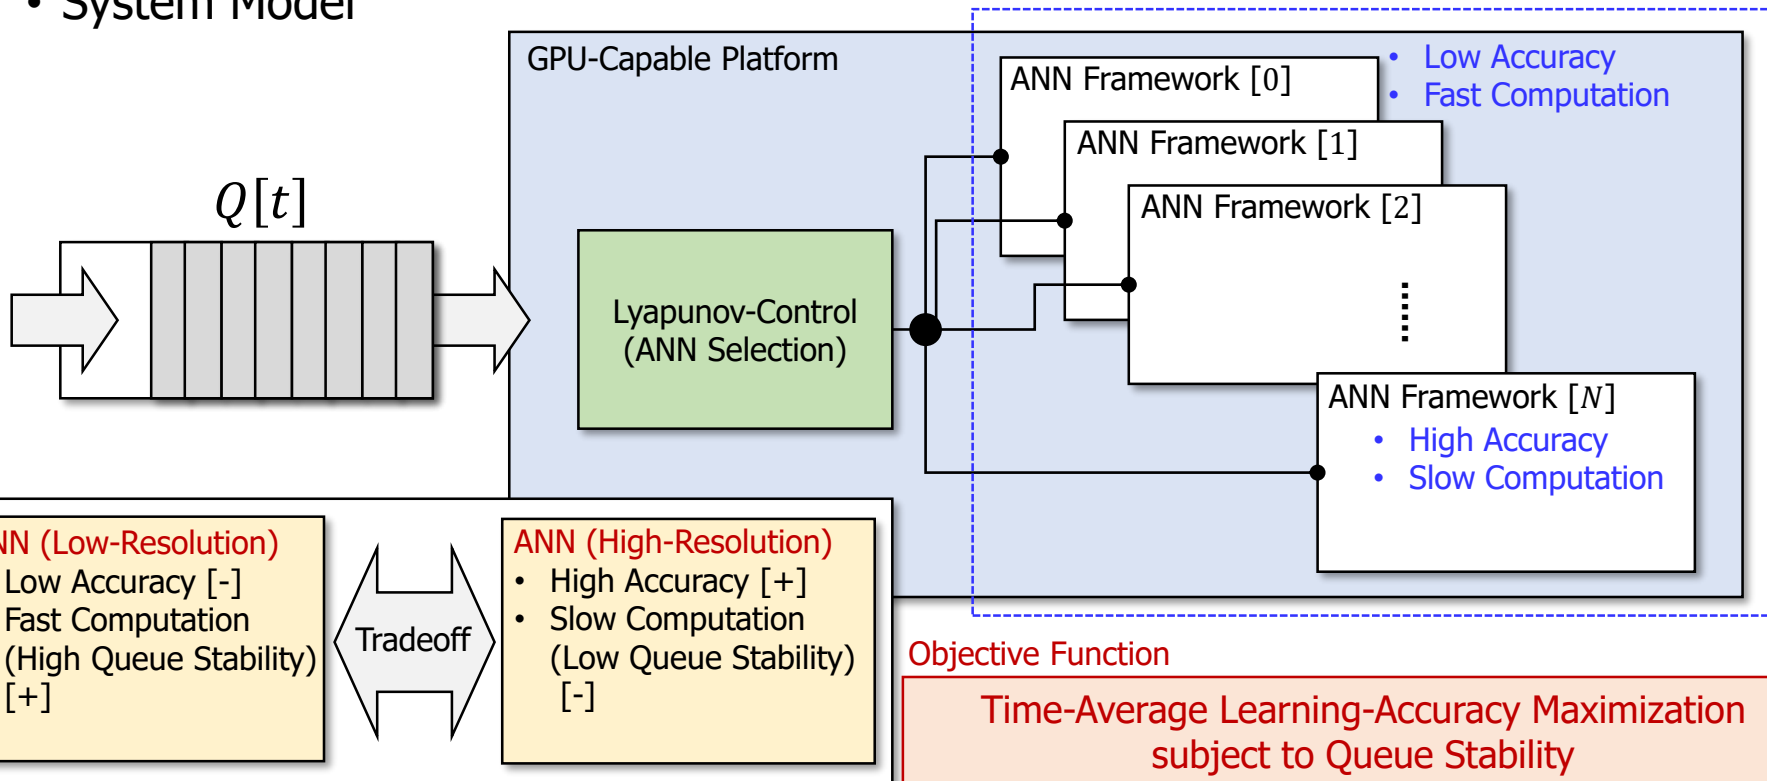 • System Model
GPU-Capable Platform
Q[t]
Lyapunov-Control
(ANN Selection)
ANN Framework [0]
• Low Accuracy
• Fast Computation
ANN Framework [1]
ANN Framework [2]
ANN Framework [N]
• High Accuracy
• Slow Computation
NN (Low-Resolution)
Low Accuracy [-]
Fast Computation
(High Queue Stability)
[+]
Tradeoff
ANN (High-Resolution)
• High Accuracy [+]
• Slow Computation
(Low Queue Stability)
[-]
Objective Function
Time-Average Learning-Accuracy Maximization
subject to Queue Stability